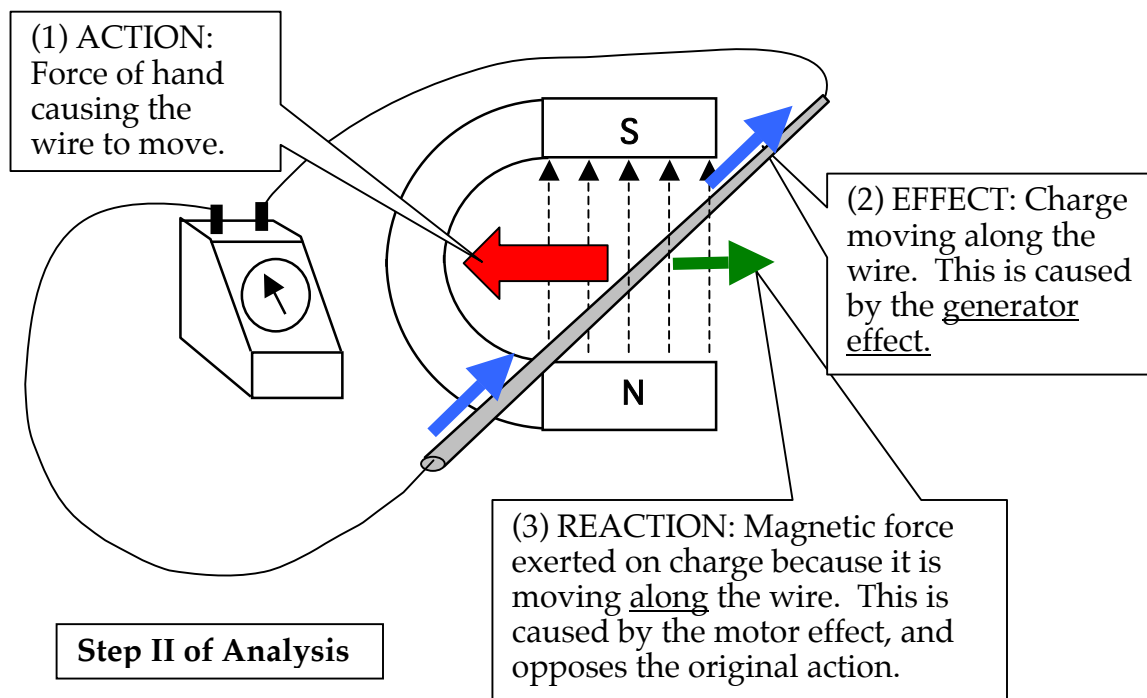 (1) ACTION:
Force of hand
causing the
wire to move.
S
(2) EFFECT: Charge
moving along the
wire.  This is caused
by the generator
effect.
N
(3) REACTION: Magnetic force
exerted on charge because it is
moving along the wire.  This is
caused by the motor effect, and
opposes the original action.
Step II of Analysis